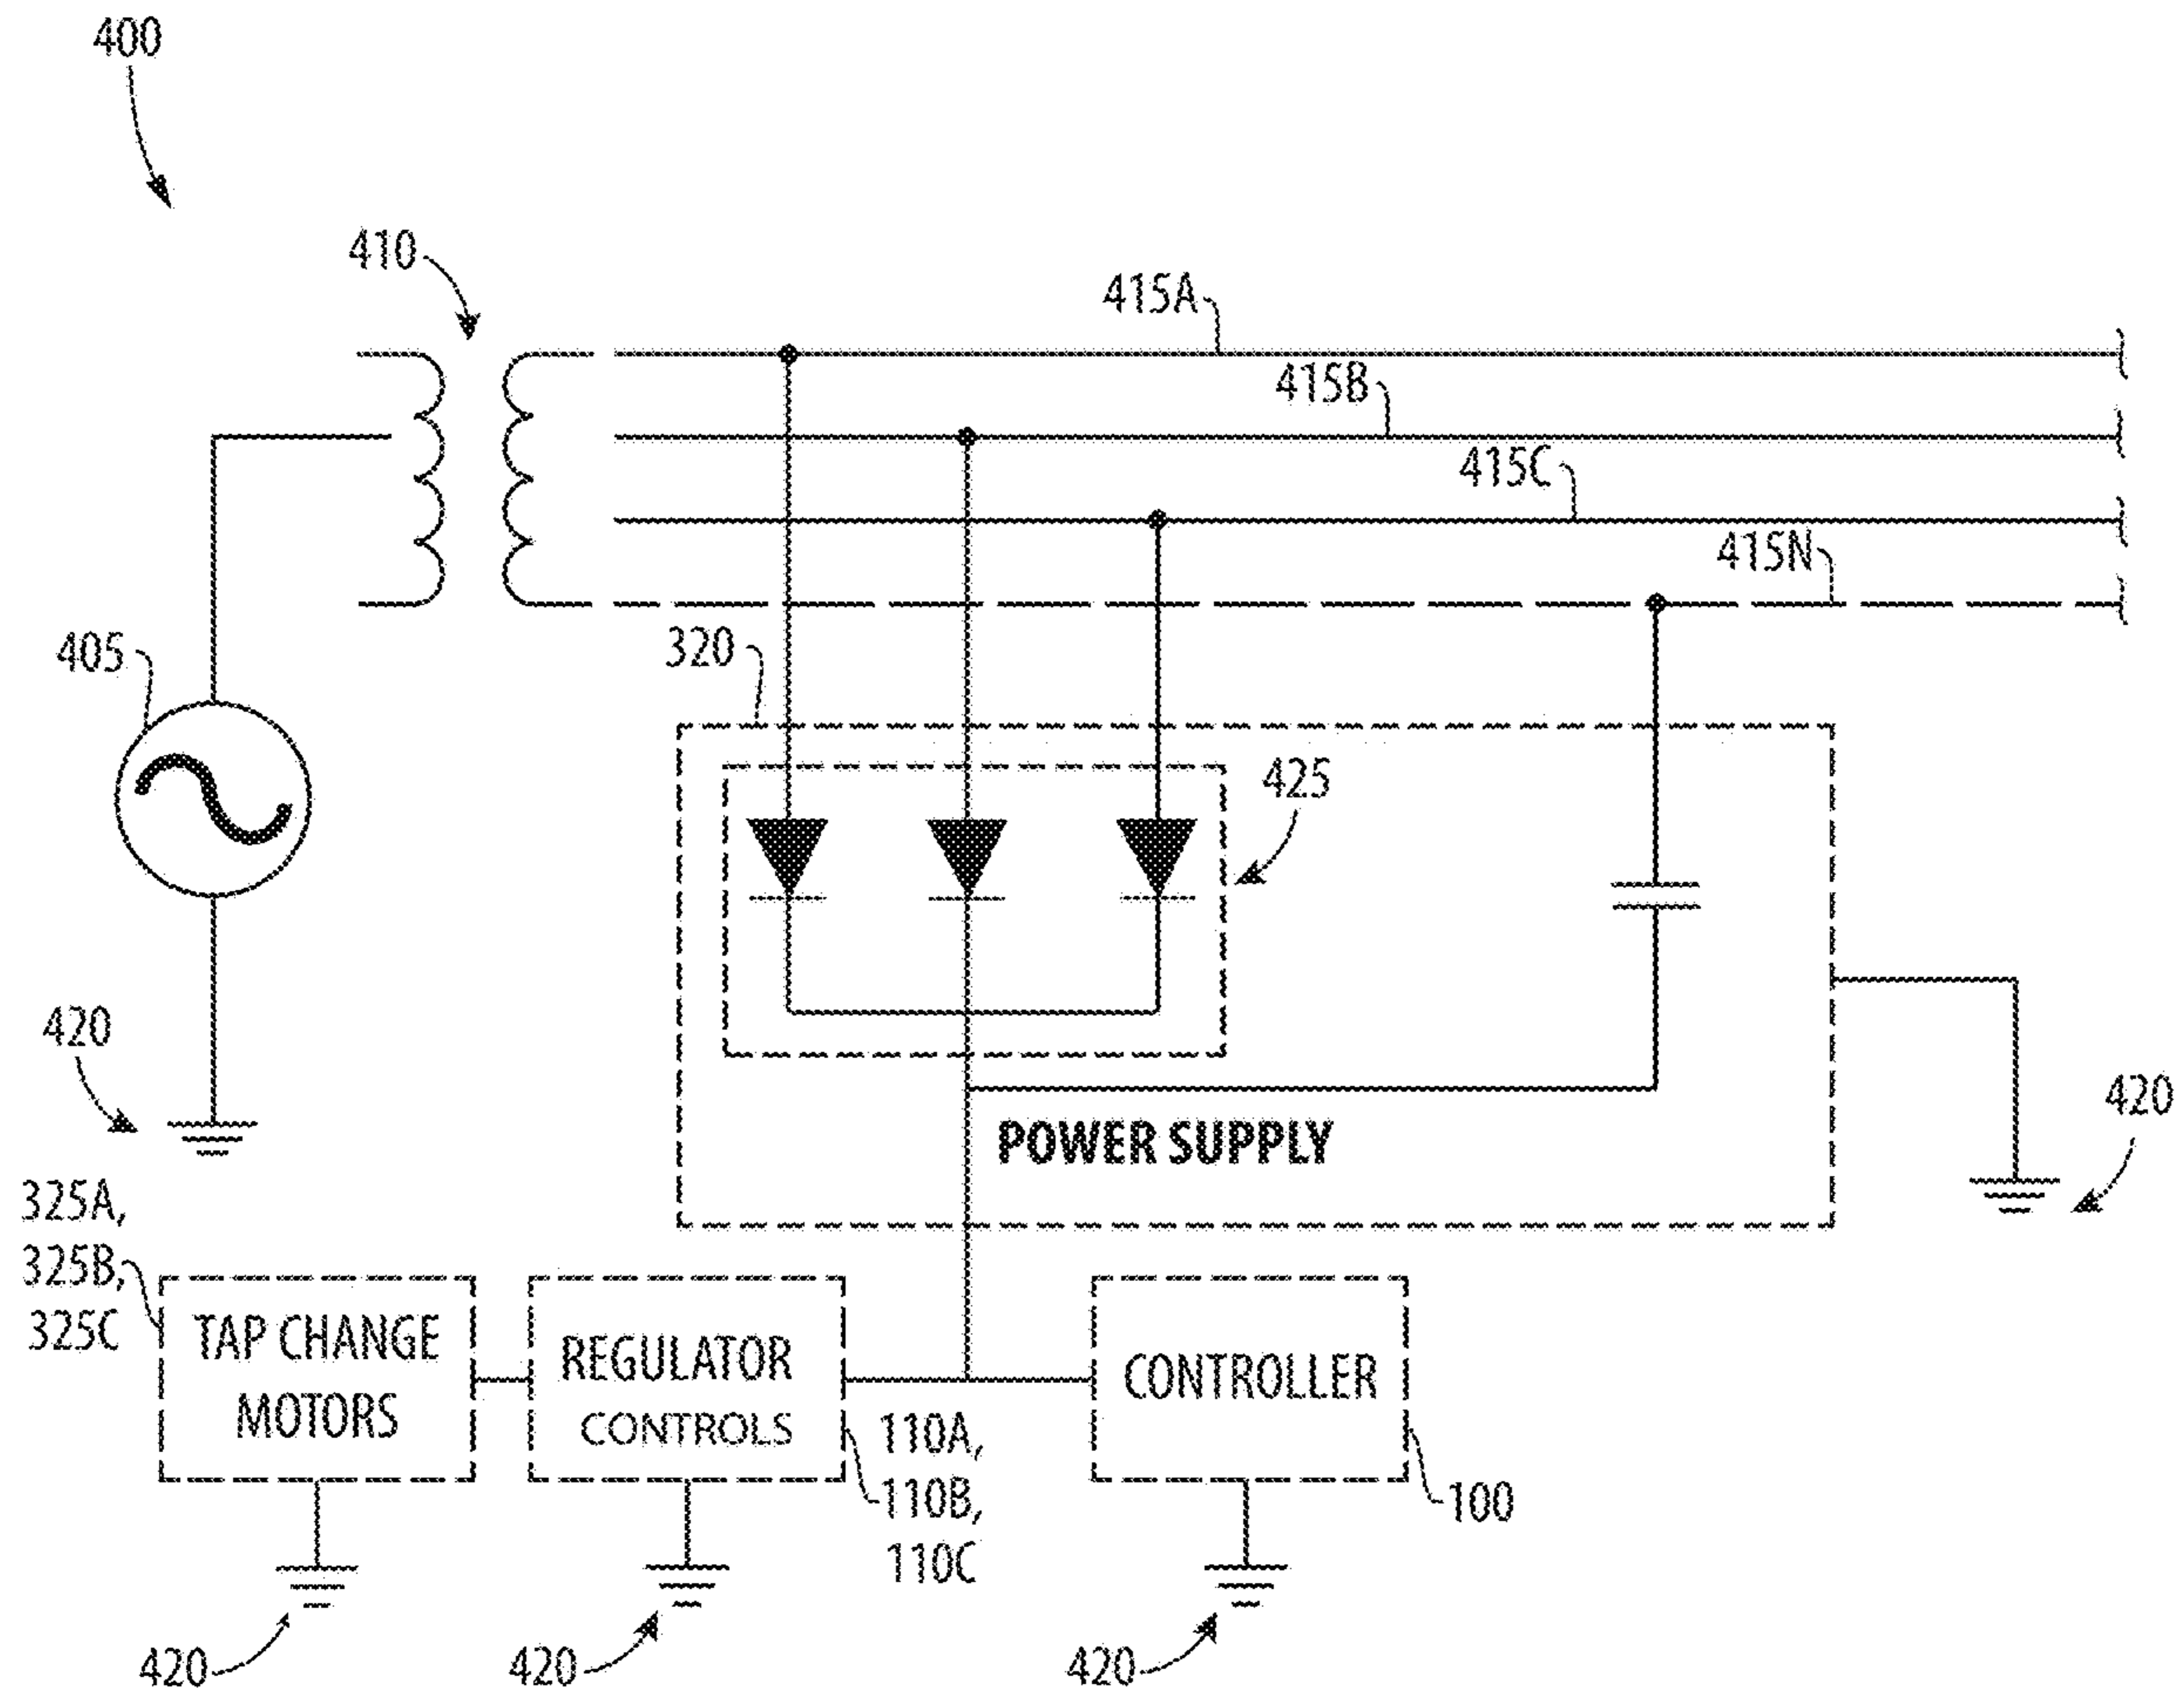 400
410
415A
415B
415C
415N
320
405
425
420
420
POWER SUPPLY
325A,
325B,
325C
TAP CHANGE
MOTORS
REGULATOR
CONTROLS
110A,
110B,
110C
CONTROLLER
100
420
420
420